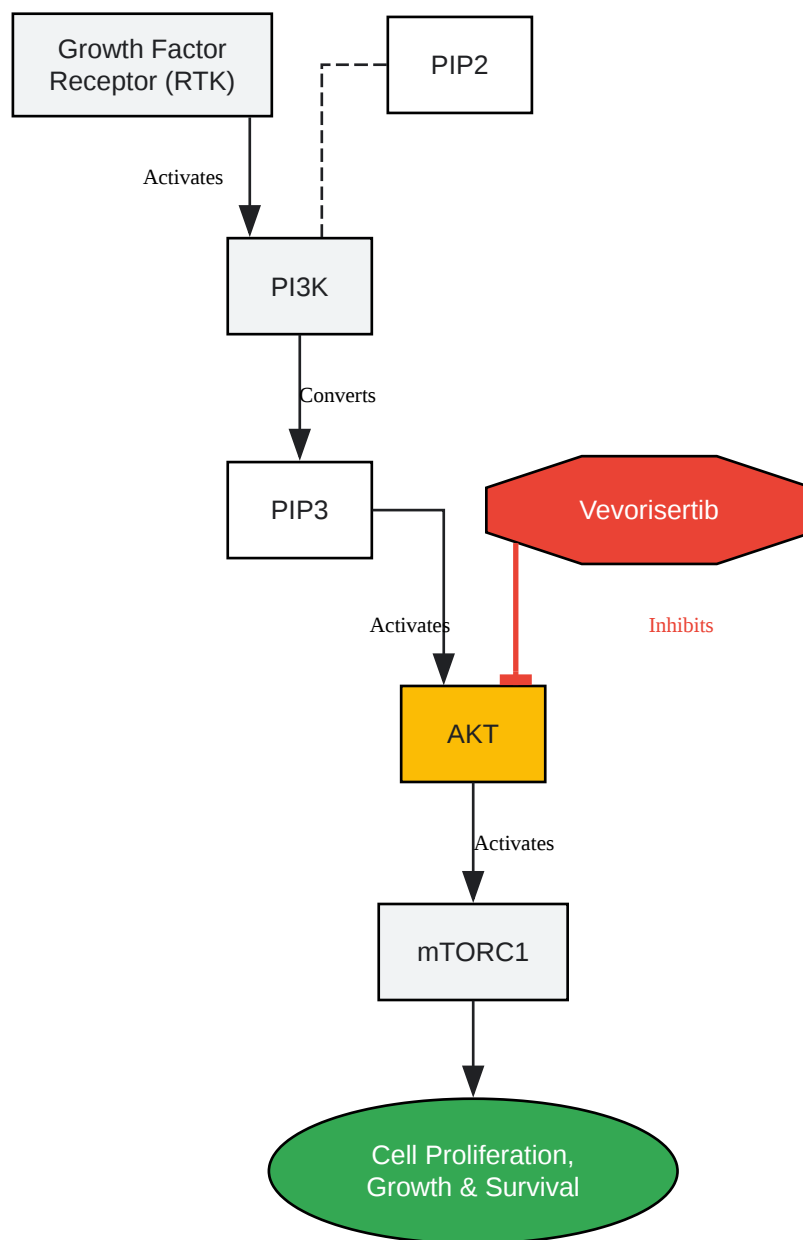 Growth Factor
Receptor (RTK)
PIP2
Activates
PI3K
Converts
PIP3
Vevorisertib
Activates
Inhibits
AKT
Activates
mTORC1
Cell Proliferation,
Growth & Survival